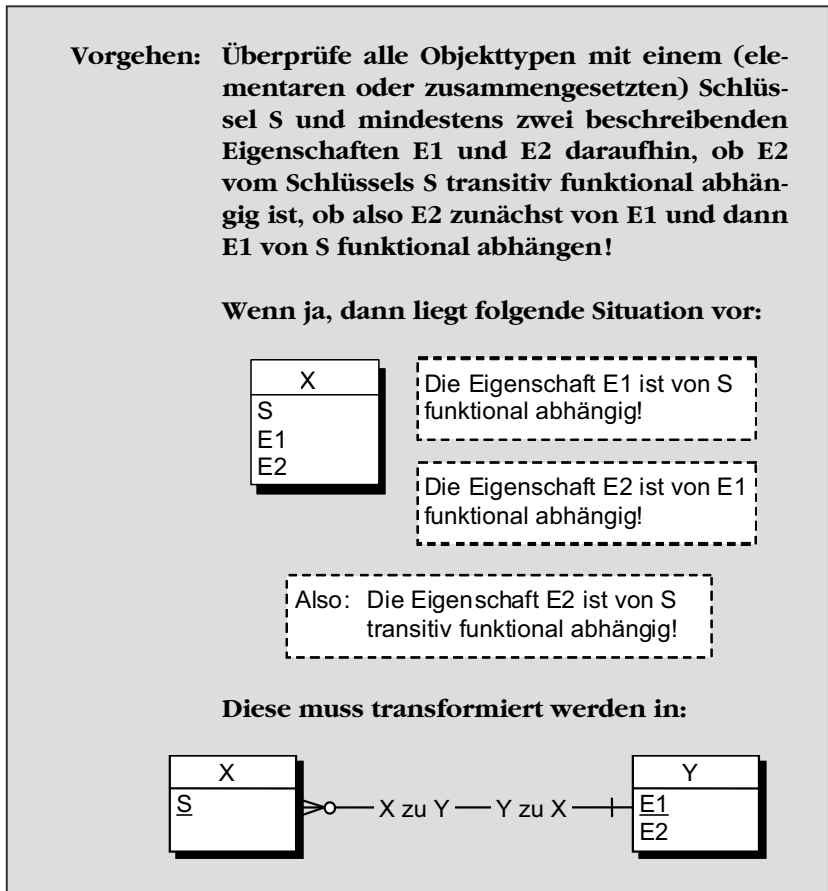 Vorgehen: Überprüfe alle Objekttypen mit einem (ele-
mentaren oder zusammengesetzten) Schlüs-
sel S und mindestens zwei beschreibenden
Eigenschaften E1 und E2 daraufhin, ob E2
vom Schlüssels S transitiv funktional abhän-
gig ist, ob also E2 zunächst von E1 und dann
E1 von S funktional abhängen!
Wenn ja, dann liegt folgende Situation vor:
X
S
E1
E2
Die Eigenschaft E1 ist von S
funktional abhängig!
Die Eigenschaft E2 ist von E1
funktional abhängig!
Also: Die Eigenschaft E2 ist von S
transitiv funktional abhängig!
Diese muss transformiert werden in:
X
S
X zu Y
Y zu X
Y
E1
E2